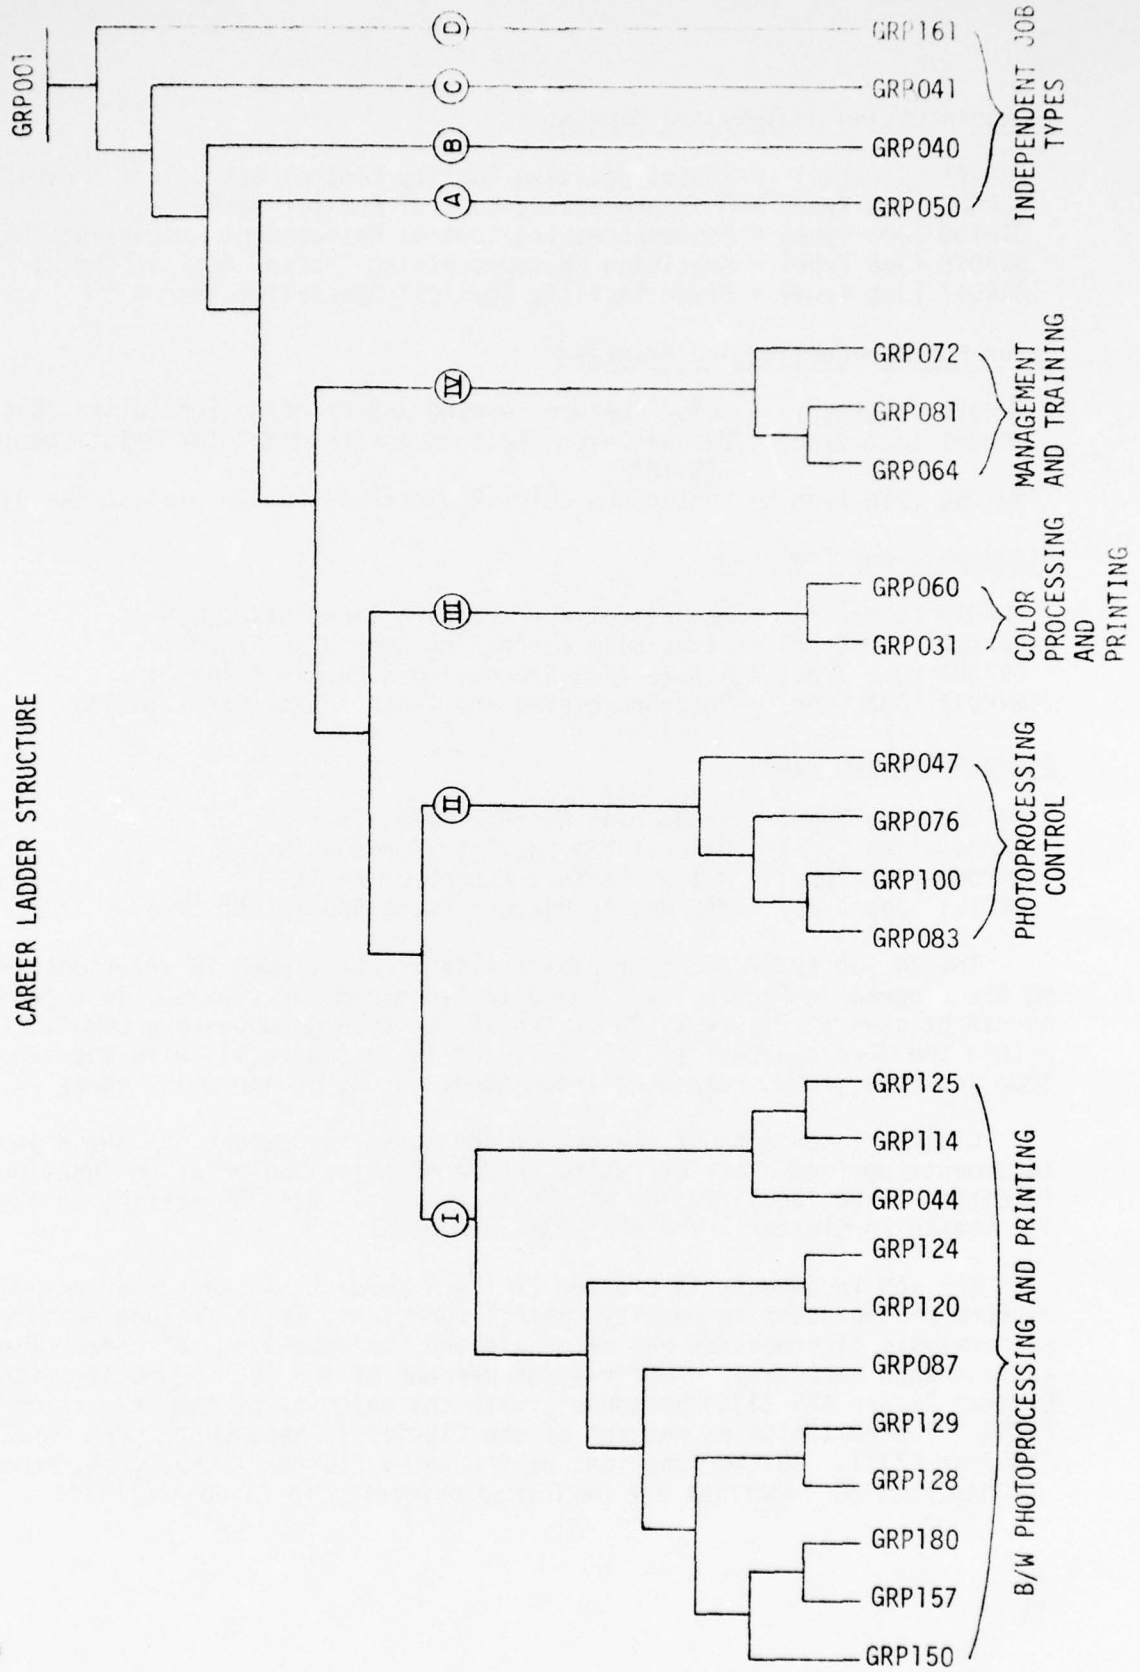 CAREER LADDER STRUCTURE
GRP001
D
GRP161
C
GRP041
B
GRP040
A
GRP050
INDEPENDENT JOB
TYPES
IV
GRP072
GRP081
GRP064
MANAGEMENT
AND TRAINING
III
GRP060
GRP031
COLOR
PROCESSING
AND
PRINTING
II
GRP047
GRP076
GRP100
GRP083
PHOTOPROCESSING
CONTROL
I
GRP125
GRP114
GRP044
GRP124
GRP120
GRP087
GRP129
GRP128
GRP180
GRP157
GRP150
B/W PHOTOPROCESSING AND PRINTING